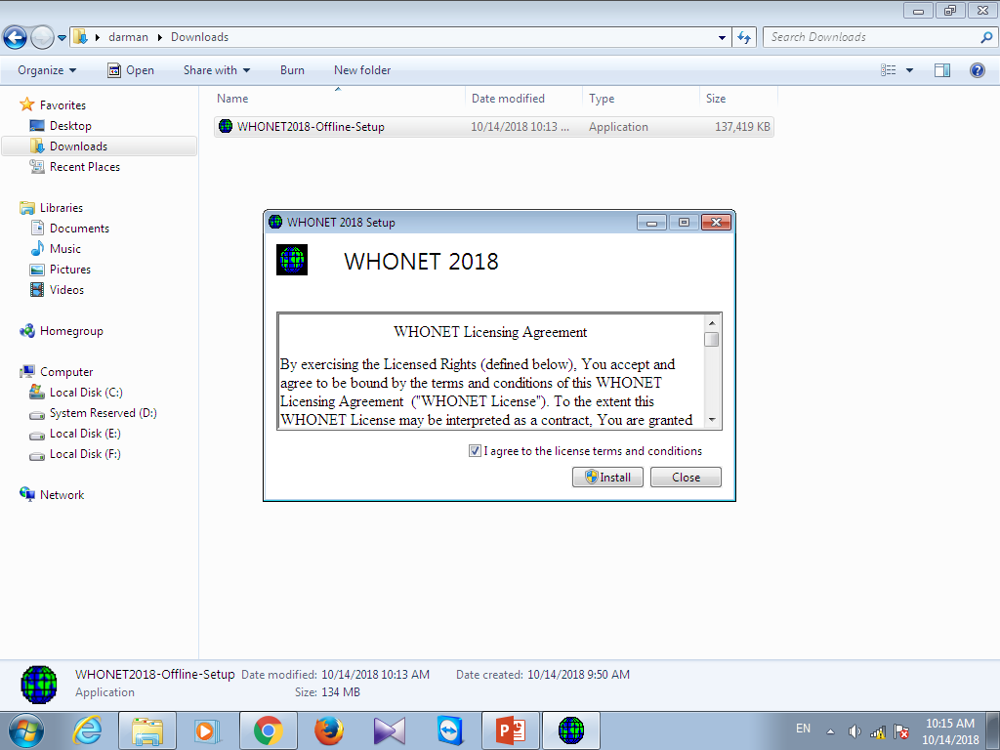 darman
Downloads
Search Downloads
Organize
Open
Share with
Burn
New folder
Name
Date modified
Type
Size
WHONET2018-Offline-Setup
10/14/2018 10:13 ...
Application
137,419 KB
Favorites
Desktop
Downloads
Recent Places
Libraries
Documents
Music
Pictures
Videos
Homegroup
Computer
Local Disk (C:)
System Reserved (D:)
Local Disk (E:)
Local Disk (F:)
Network
WHONET 2018 Setup
WHONET 2018
WHONET Licensing Agreement
By exercising the Licensed Rights (defined below), You accept and
agree to be bound by the terms and conditions of this WHONET
Licensing Agreement ("WHONET License"). To the extent this
WHONET License may be interpreted as a contract, You are granted
I agree to the license terms and conditions
Install
Close
WHONET2018-Offline-Setup
Date modified: 10/14/2018 10:13 AM
Date created: 10/14/2018 9:50 AM
Application
Size: 134 MB
EN
10:15 AM
10/14/2018